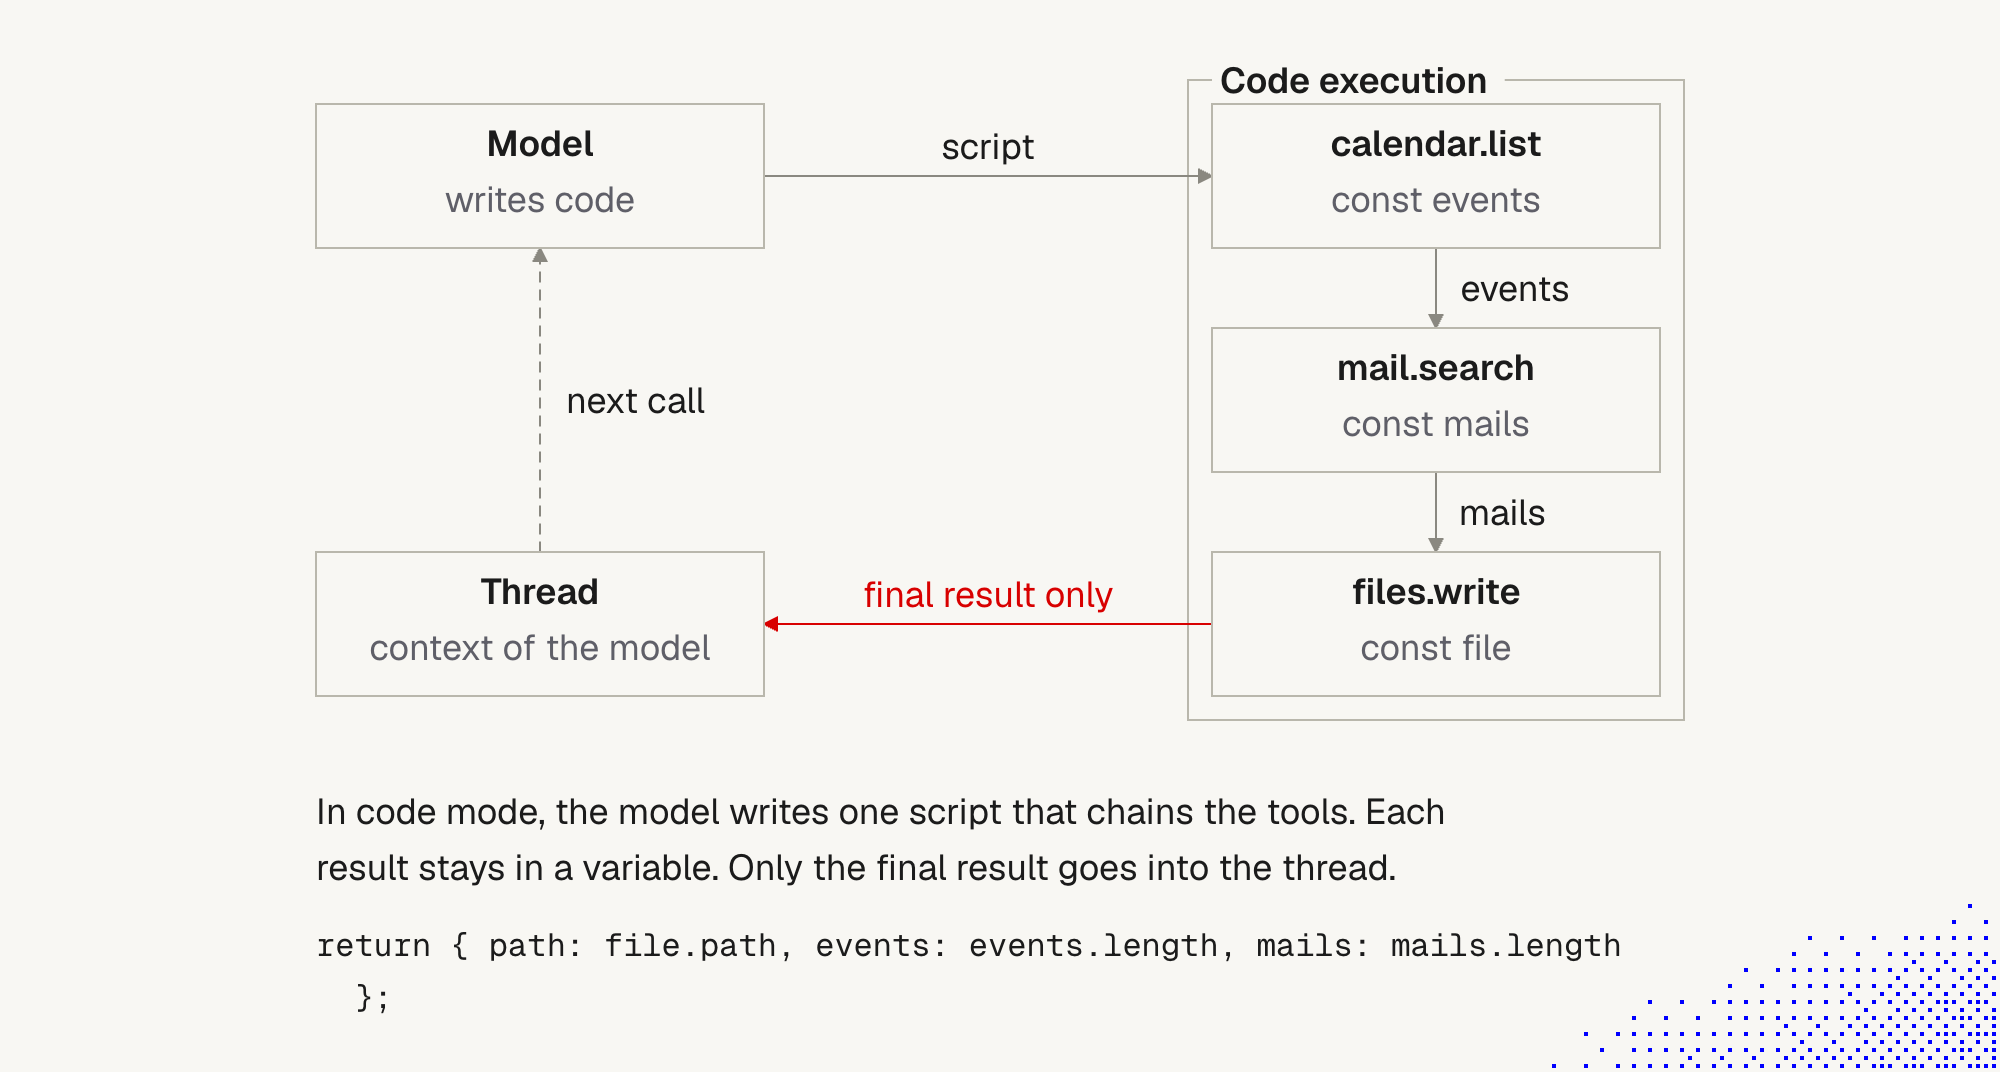 Code execution
Model
writes code
script
calendar.list
const events
events
mail.search
const mails
next call
mails
Thread
context of the model
final result only
files.write
const file
In code mode, the model writes one script that chains the tools. Each
result stays in a variable. Only the final result goes into the thread.
return { path: file.path, events: events.length, mails: mails.length
};